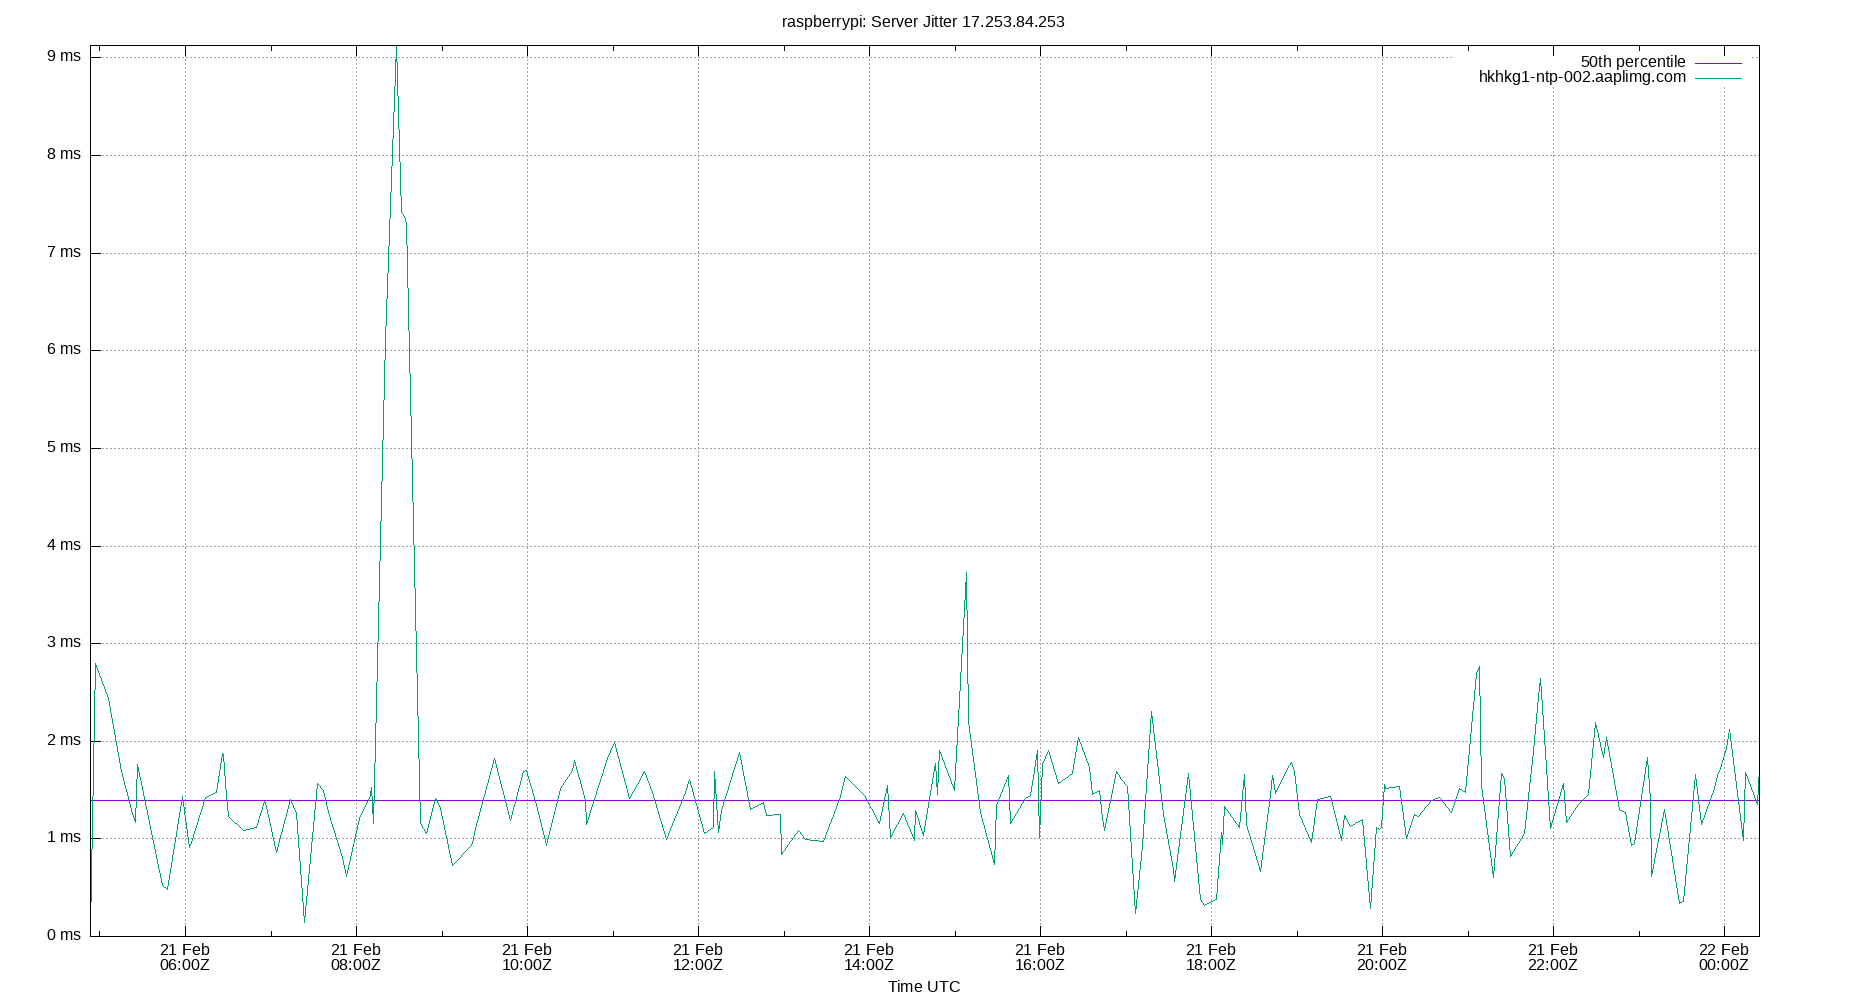 raspberrypi: Server Jitter 17.253.84.253
9 ms
8 ms
7 ms
6 ms
5 ms
4 ms
3 ms
2 ms
1 ms
0 ms
50th percentile
hkhkg1-ntp-002.aaplimg.com
21 Feb
06:00Z
21 Feb
08:00Z
21 Feb
10:00Z
21 Feb
12:00Z
21 Feb
14:00Z
21 Feb
16:00Z
21 Feb
18:00Z
21 Feb
20:00Z
21 Feb
22:00Z
22 Feb
00:00Z
Time UTC